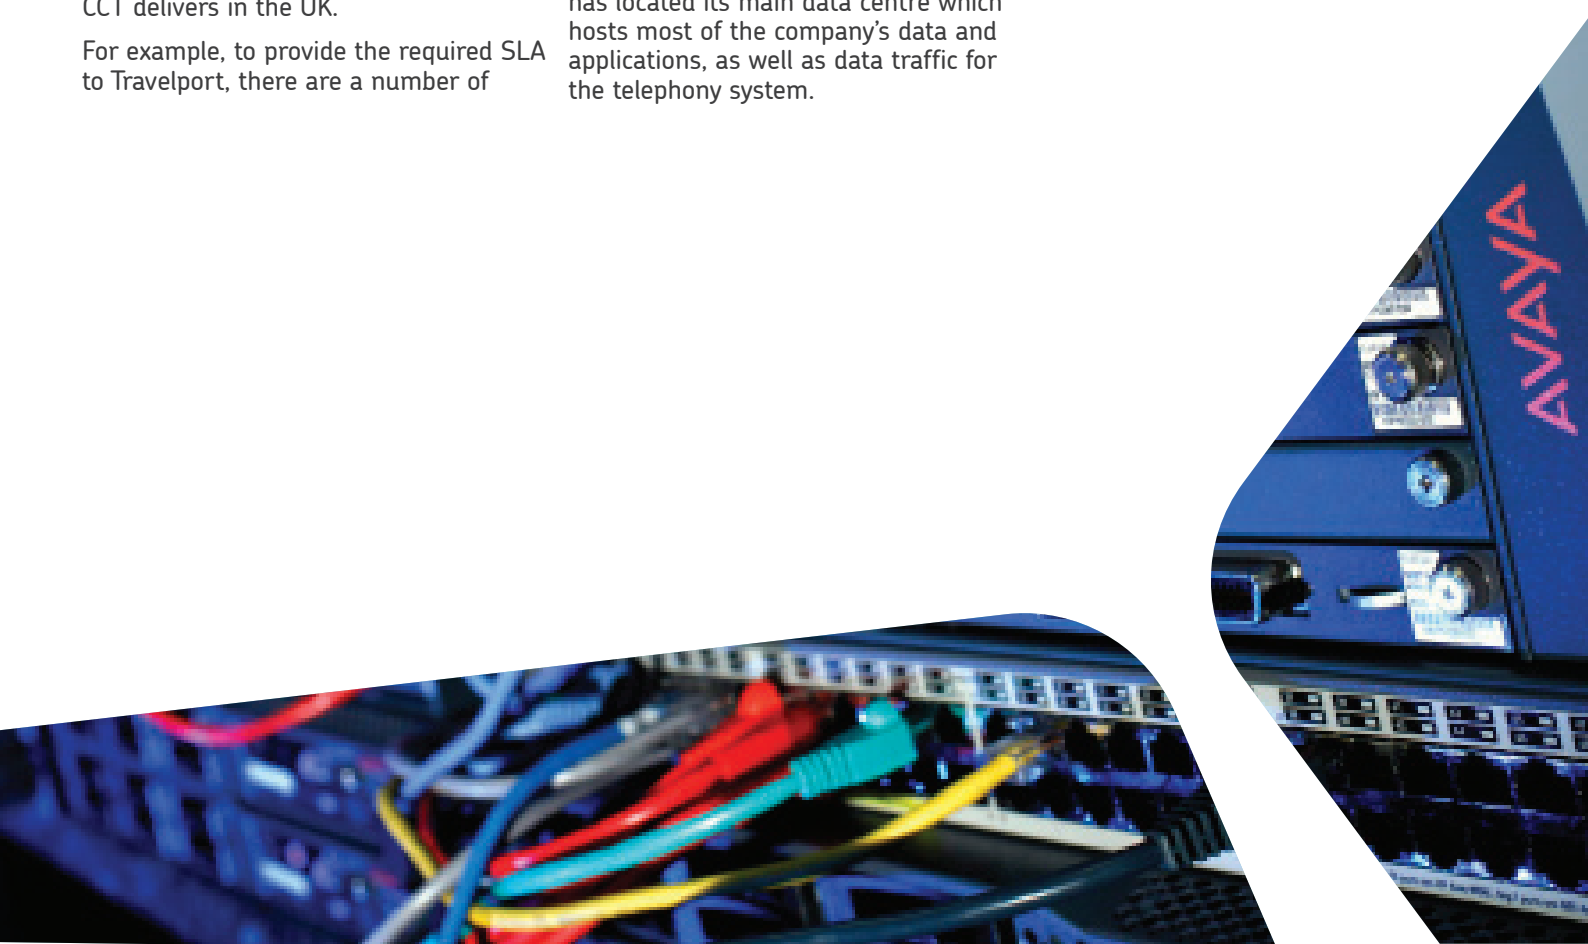 CCT delivers in the UK.
For example, to provide the required SLA
to Travelport, there are a number of
has located its main data centre which
hosts most of the company’s data and
applications, as well as data traffic for
the telephony system.
AVAYA